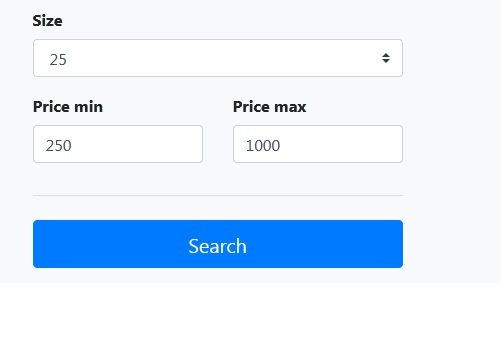 Size
25
Price min Price max
250 1000
Search